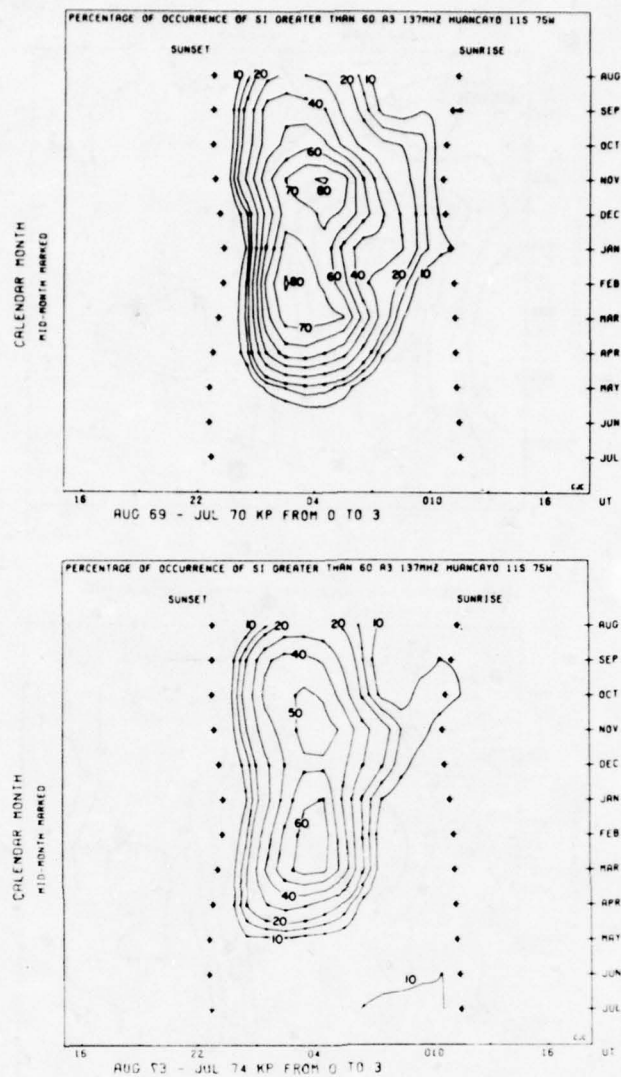 PERCENTAGE OF OCCURRENCE OF SI GREATER THAN 60 A3 137MHZ HUANCAYO 11S 75W
SUNSET SUNRISE
10 20 20 10 AUG
40 SEP
OCT
60 NOV
70 80 DEC
JAN
80 60 40 20 10 FEB
70 MAR
APR
MAY
JUN
JUL
CALENDAR MONTH
MID-MONTH MARKED
16 22 04 010 16 UT
CJC
AUG 69 - JUL 70 KP FROM 0 TO 3
PERCENTAGE OF OCCURRENCE OF SI GREATER THAN 60 A3 137MHZ HUANCAYO 11S 75W
SUNSET SUNRISE
10 20 20 10 AUG
40 SEP
OCT
50 NOV
DEC
JAN
60 FEB
MAR
40 APR
20
10 MAY
JUN
10 JUL
CALENDAR MONTH
MID-MONTH MARKED
16 22 04 010 16 UT
CJC
AUG 73 - JUL 74 KP FROM 0 TO 3